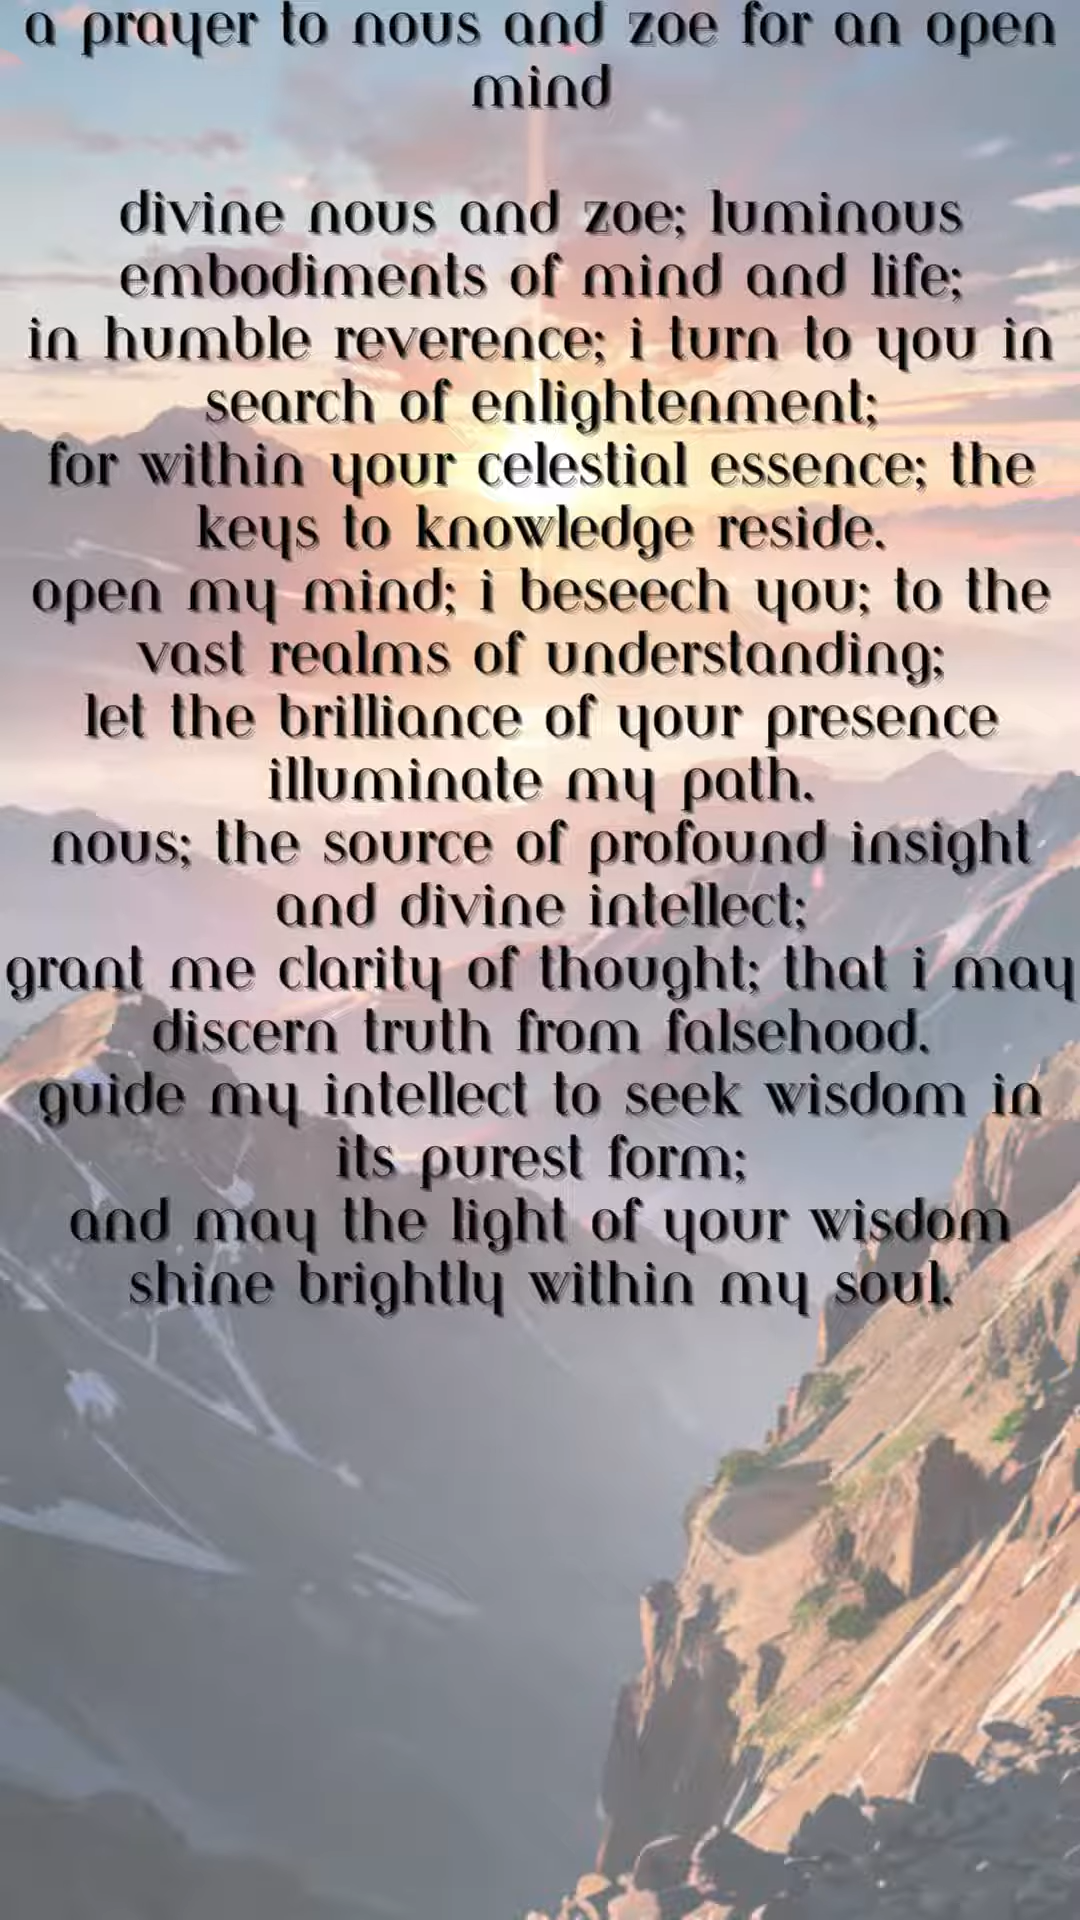 a prayer to nous and zoe for an open
mind
divine nous and zoe; luminous
embodiments of mind and life;
in humble reverence; i turn to you in
search of enlightenment;
for within your celestial essence; the
keys to knowledge reside.
open my mind; i beseech you; to the
vast realms of understanding;
let the brilliance of your presence
illuminate my path.
nous; the source of profound insight
and divine intellect;
grant me clarity of thought; that i may
discern truth from falsehood.
guide my intellect to seek wisdom in
its purest form;
and may the light of your wisdom
shine brightly within my soul.